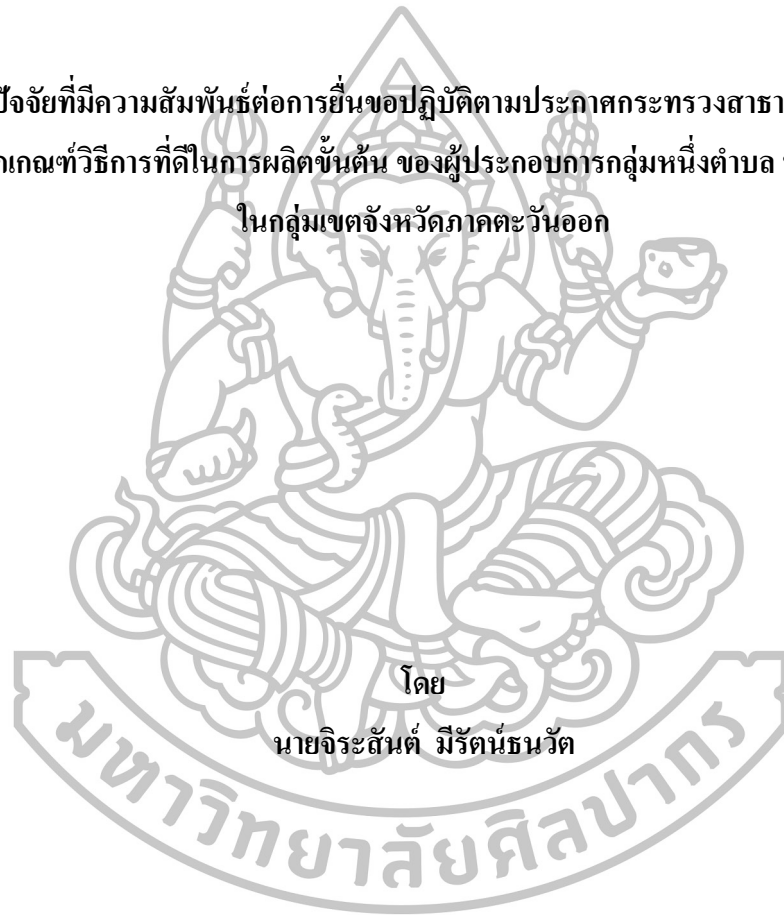 ปัจจัยที่มีความสัมพันธ์ต่อการยื่นขอปฏิบัติตามประกาศกระทรวงสาธา
เกณฑ์วิธีการที่ดีในการผลิตขั้นต้น ของผู้ประกอบการกลุ่มหนึ่งตำบล
ในกลุ่มเขตจังหวัดภาคตะวันออก
โดย
นายจิระสันต์ มีรัตน์ธนวัต
มหาวิทยาลัยศิลปากร